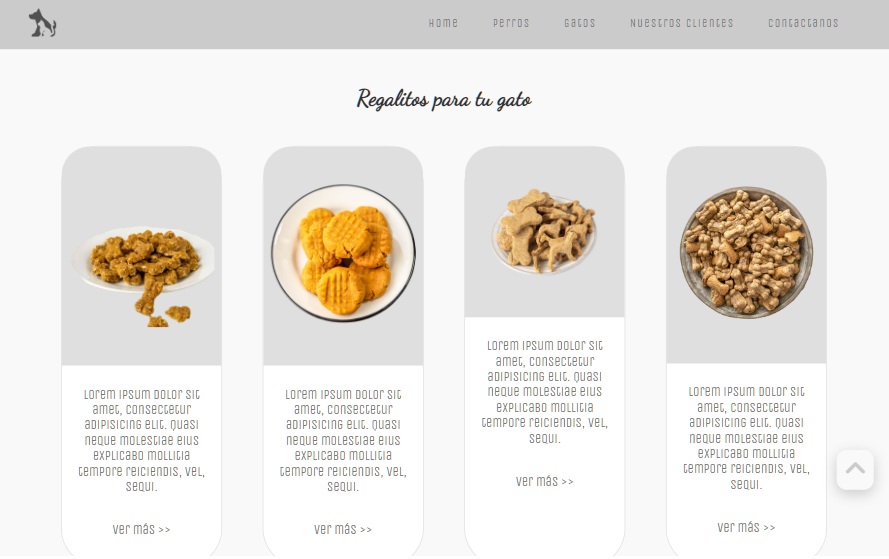 Home Perros Gatos Nuestros Clientes Contactanos
Regalitos para tu gato
Lorem ipsum dolor sit
amet, consectetur
adipisicing elit. Quasi
neque molestiae eius
explicabo mollitia
tempore reiciendis, vel,
sequi.
ver más >>
Lorem ipsum dolor sit
amet, consectetur
adipisicing elit. Quasi
neque molestiae eius
explicabo mollitia
tempore reiciendis, vel,
sequi.
ver más >>
Lorem ipsum dolor sit
amet, consectetur
adipisicing elit. Quasi
neque molestiae eius
explicabo mollitia
tempore reiciendis, vel,
sequi.
ver más >>
Lorem ipsum dolor sit
amet, consectetur
adipisicing elit. Quasi
neque molestiae eius
explicabo mollitia
tempore reiciendis, vel,
sequi.
ver más >>